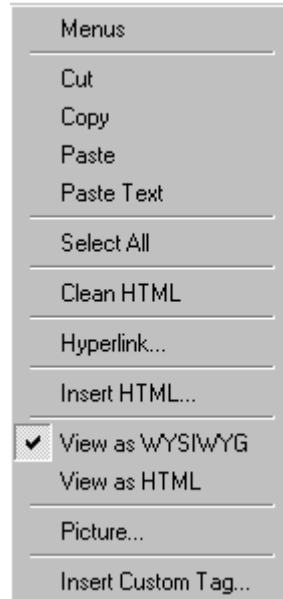 Menus
Cut
Copy
Paste
Paste Text
Select All
Clean HTML
Hyperlink...
Insert HTML...
View as WYSIWYG
View as HTML
Picture...
Insert Custom Tag...